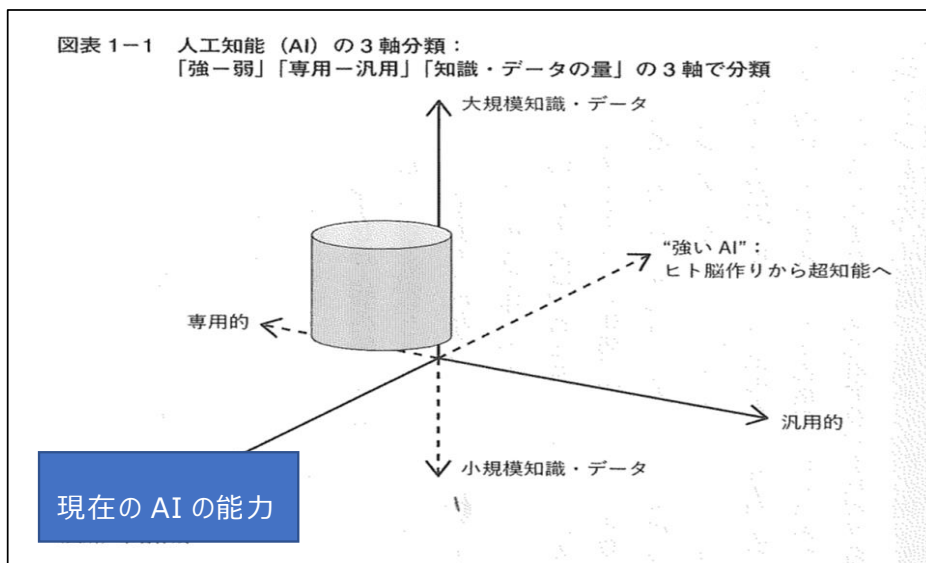 図表1-1 人工知能(AI)の3軸分類：
「強ー弱」「専用ー汎用」「知識・データの量」の3軸で分類
大規模知識・データ
“強い AI”：
ヒト脳作りから超知能へ
専用的
汎用的
小規模知識・データ
現在の AI の能力